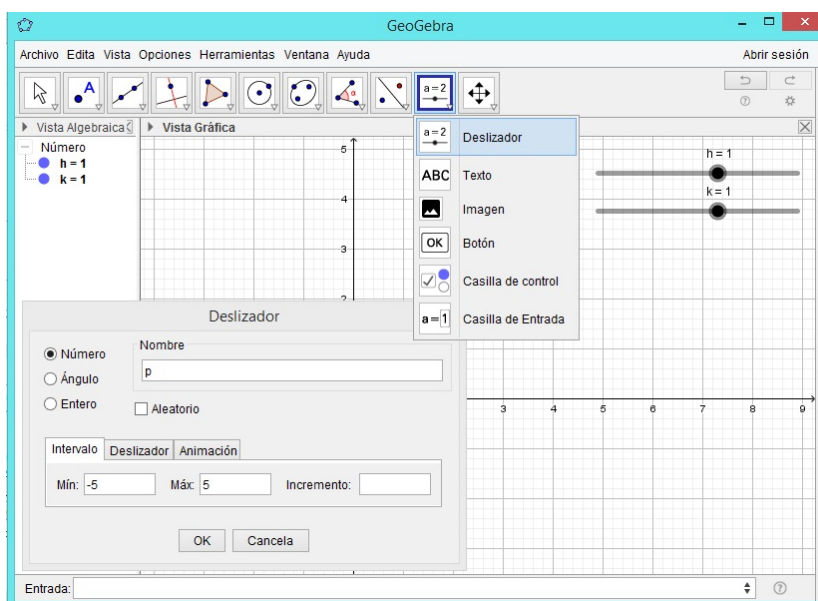 GeoGebra
Archivo Edita Vista Opciones Herramientas Ventana Ayuda
Abrir sesión
A
α
a=2
Vista Algebraica
Vista Gráfica
Número
h = 1
k = 1
a=2 Deslizador
ABC Texto
Imagen
OK Botón
Casilla de control
a=1 Casilla de Entrada
h = 1
k = 1
5
4
3
2
3 4 5 6 7 8 9
Deslizador
Número
Ángulo
Entero
Nombre
p
Aleatorio
Intervalo Deslizador Animación
Mín: -5 Máx: 5 Incremento:
OK Cancela
Entrada: